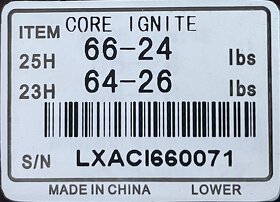 ITEM CORE IGNITE
25H 66-24 lbs
23H 64-26 lbs
S/N LXACI660071
MADE IN CHINA LOWER